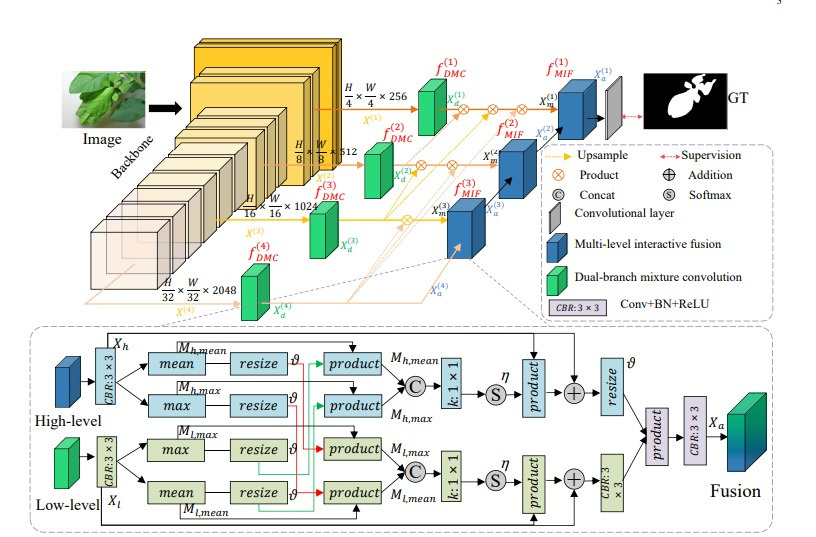 3
Image
Backbone
H/4 × W/4 × 256
X^(1)
f_DMC^(1)
X_d^(1)
f_MIF^(1)
X_m^(1)
X_a^(1)
GT
H/8 × W/8 × 512
X^(2)
f_DMC^(2)
X_d^(2)
f_MIF^(2)
X_m^(2)
X_a^(2)
H/16 × W/16 × 1024
X^(3)
f_DMC^(3)
X_d^(3)
f_MIF^(3)
X_m^(3)
X_a^(3)
H/32 × W/32 × 2048
X^(4)
f_DMC^(4)
X_d^(4)
X_a^(4)
Upsample
Supervision
Product
Addition
C Concat
S Softmax
Convolutional layer
Multi-level interactive fusion
Dual-branch mixture convolution
CBR: 3 × 3 Conv+BN+ReLU
High-level
CBR: 3 × 3
X_h
M_h,mean
mean
resize
ϑ
product
M_h,mean
M_h,max
max
resize
ϑ
product
M_h,max
C
k: 1 × 1
S
η
product
+
resize
ϑ
Low-level
CBR: 3 × 3
X_l
M_l,max
max
resize
ϑ
product
M_l,max
mean
resize
ϑ
product
M_l,mean
M_l,mean
C
k: 1 × 1
S
η
product
+
CBR: 3 × 3
product
CBR: 3 × 3
X_a
Fusion